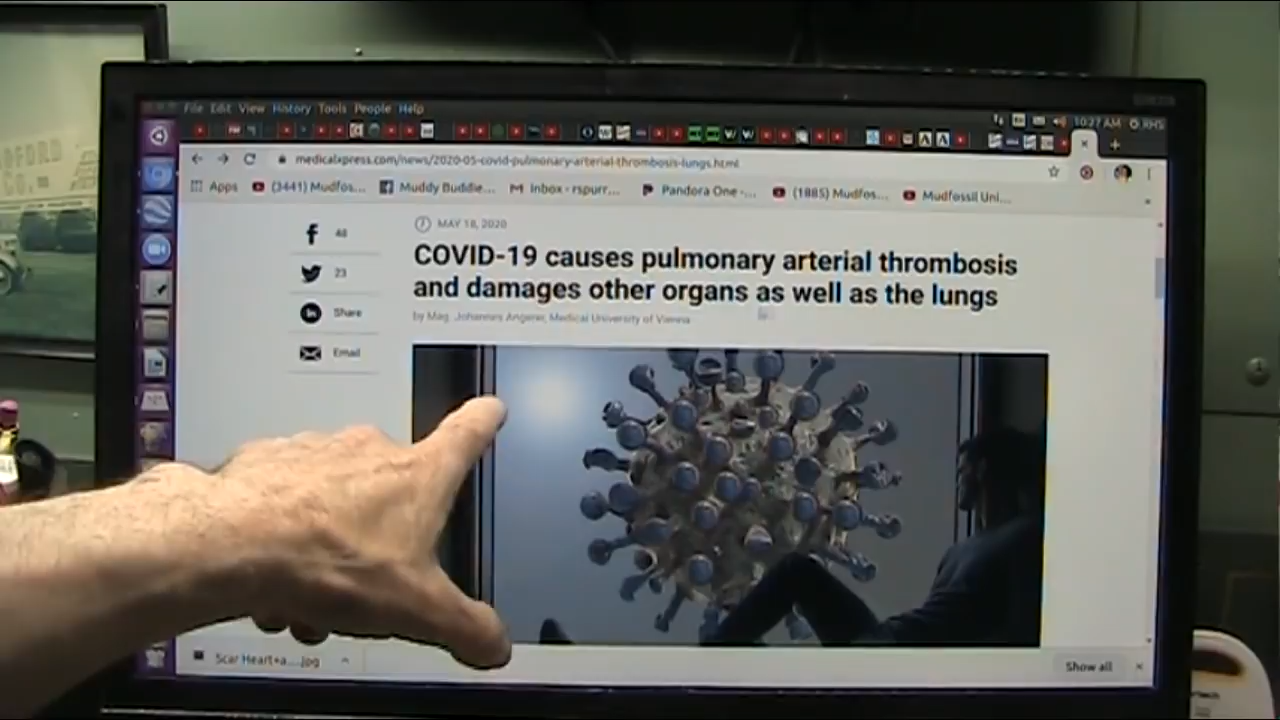 PFORD
CO.
File Edit View History Tools People Help
10:27 AM RHS
medicalxpress.com/news/2020-05-covid-pulmonary-arterial-thrombosis-lungs.html
Apps (3441) Mudfos... Muddy Buddie... Inbox - rspurr... Pandora One -... (1885) Mudfos... Mudfossil Uni...
MAY 18, 2020
48
COVID-19 causes pulmonary arterial thrombosis
and damages other organs as well as the lungs
23
by Mag. Johannes Angerer, Medical University of Vienna
Share
Email
Scar Heart+a....jpg
Show all